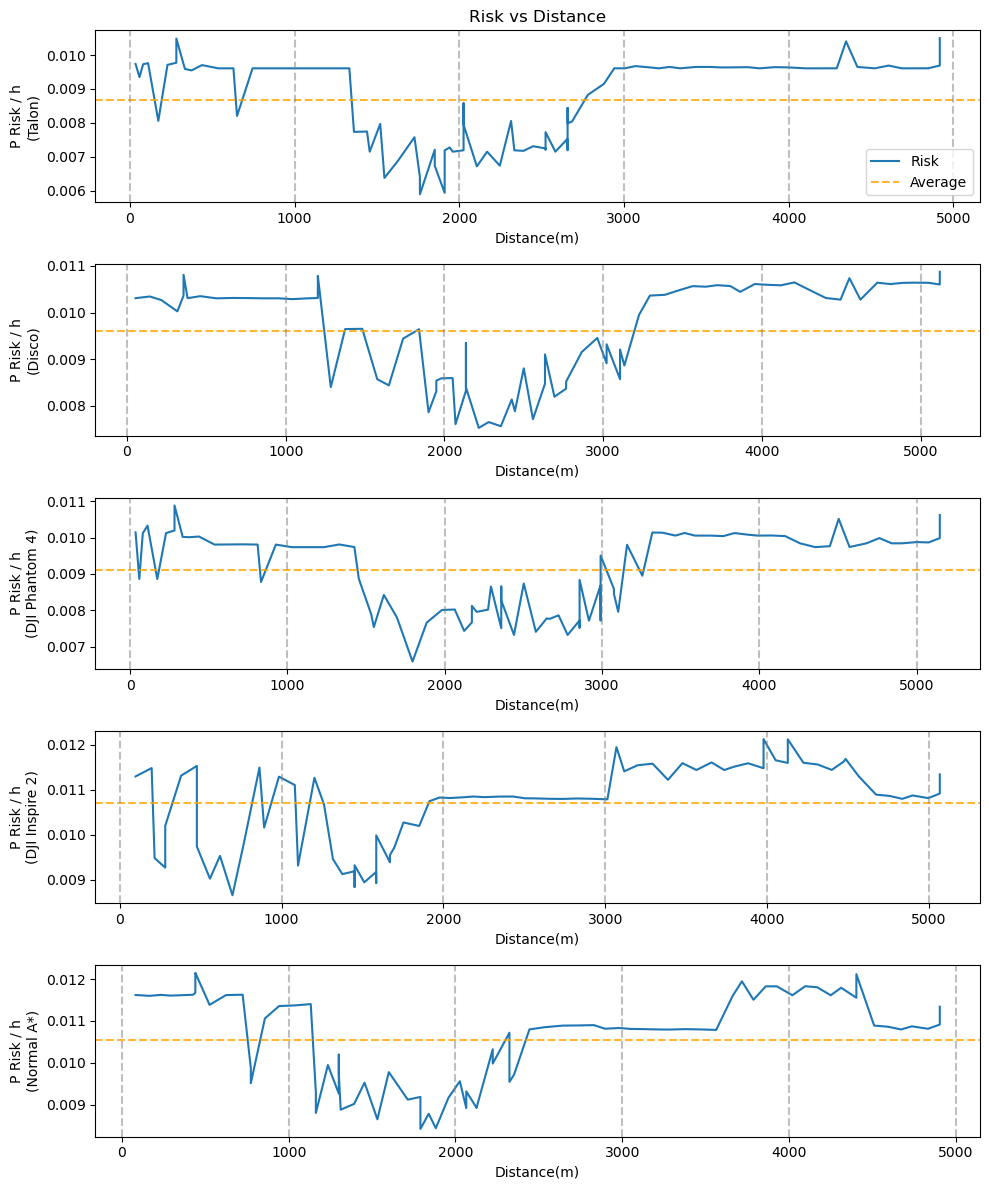 Risk vs Distance
P Risk / h
(Talon)
0.010
0.009
0.008
0.007
0.006
Risk
Average
0 1000 2000 3000 4000 5000
Distance(m)
P Risk / h
(Disco)
0.011
0.010
0.009
0.008
0 1000 2000 3000 4000 5000
Distance(m)
P Risk / h
(DJI Phantom 4)
0.011
0.010
0.009
0.008
0.007
0 1000 2000 3000 4000 5000
Distance(m)
P Risk / h
(DJI Inspire 2)
0.012
0.011
0.010
0.009
0 1000 2000 3000 4000 5000
Distance(m)
P Risk / h
(Normal A*)
0.012
0.011
0.010
0.009
0 1000 2000 3000 4000 5000
Distance(m)